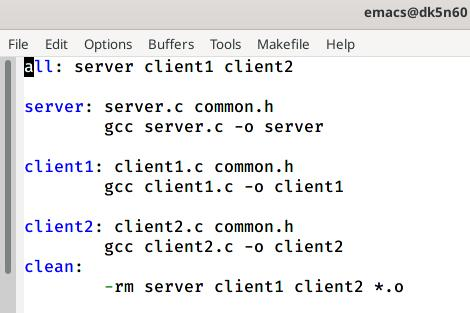 emacs@dk5n60
File Edit Options Buffers Tools Makefile Help
all: server client1 client2
server: server.c common.h
gcc server.c -o server
client1: client1.c common.h
gcc client1.c -o client1
client2: client2.c common.h
gcc client2.c -o client2
clean:
-rm server client1 client2 *.o